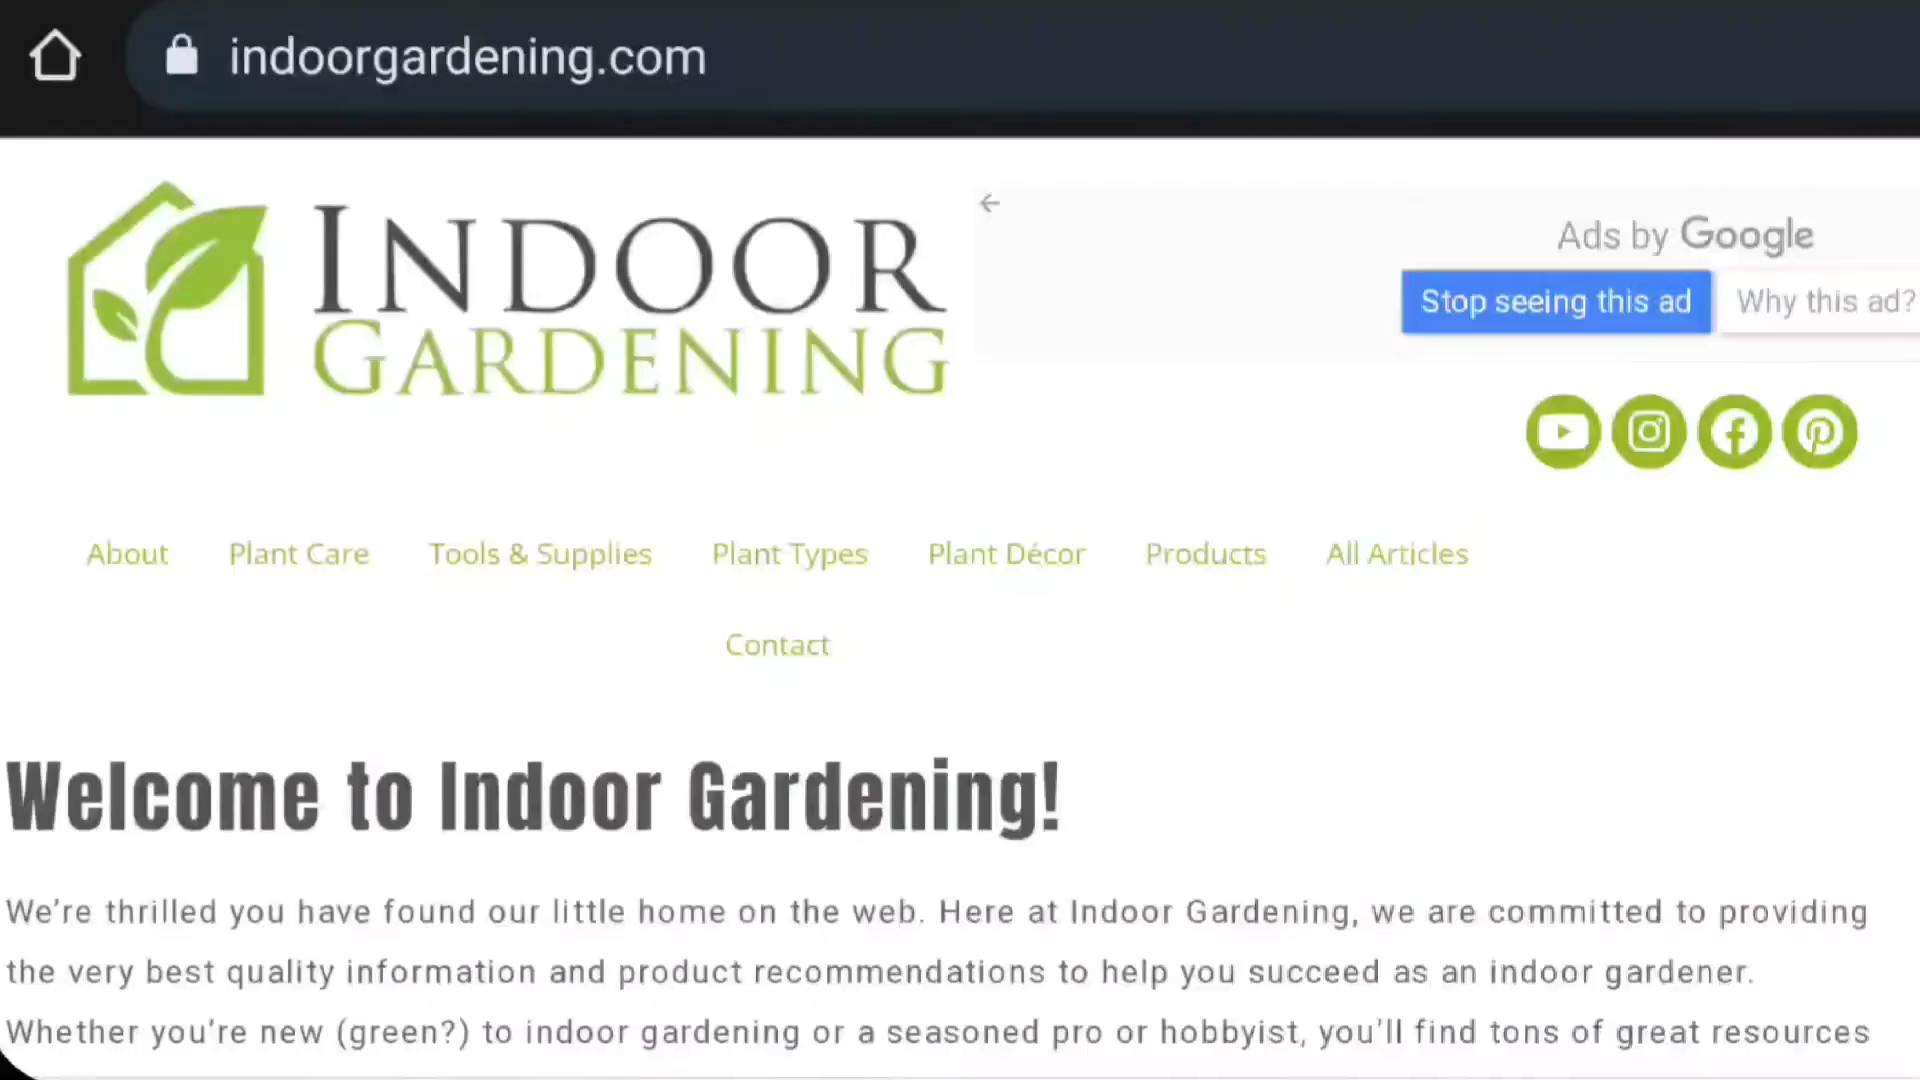 indoorgardening.com
INDOOR
GARDENING
Ads by Google
Stop seeing this ad
Why this ad?
About
Plant Care
Tools & Supplies
Plant Types
Plant Décor
Products
All Articles
Contact
Welcome to Indoor Gardening!
We’re thrilled you have found our little home on the web. Here at Indoor Gardening, we are committed to providing
the very best quality information and product recommendations to help you succeed as an indoor gardener.
Whether you’re new (green?) to indoor gardening or a seasoned pro or hobbyist, you’ll find tons of great resources